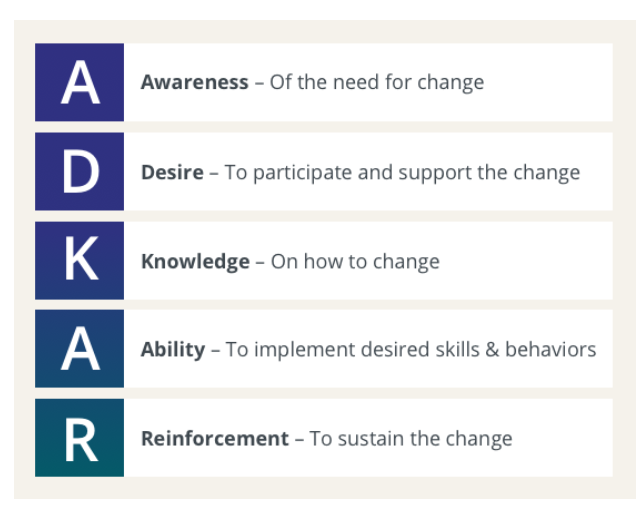 A
Awareness – Of the need for change
D
Desire – To participate and support the change
K
Knowledge – On how to change
A
Ability – To implement desired skills & behaviors
R
Reinforcement – To sustain the change